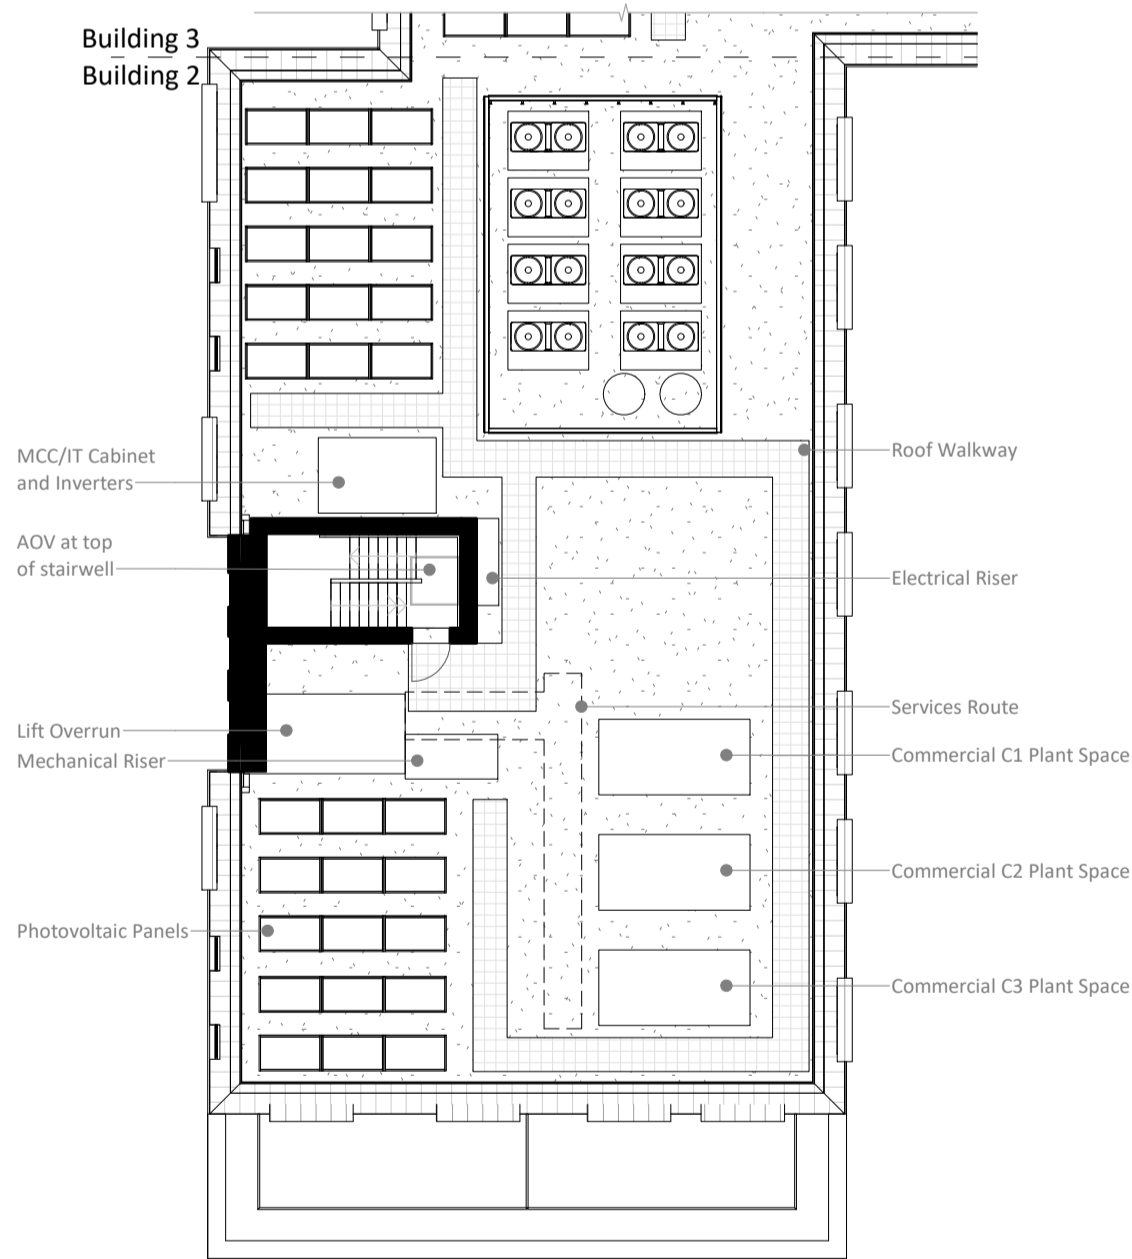 Building 3
Building 2
MCC/IT Cabinet
and Inverters
AOV at top
of stairwell
Lift Overrun
Mechanical Riser
Photovoltaic Panels
Roof Walkway
Electrical Riser
Services Route
Commercial C1 Plant Space
Commercial C2 Plant Space
Commercial C3 Plant Space